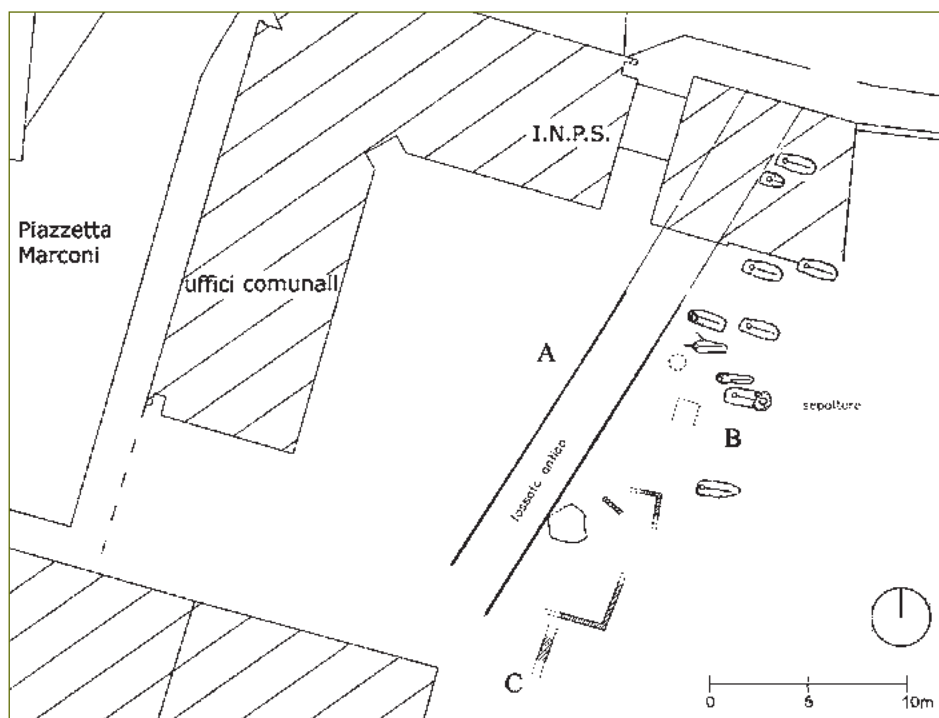 I.N.P.S.
Piazzetta
Marconi
uffici comunali
A
fossato antico
sepolture
B
C
0 5 10m